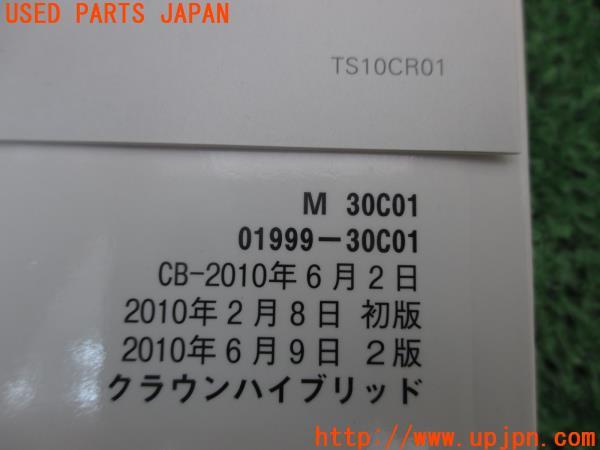 USED PARTS JAPAN
TS10CR01
M 30C01
01999-30C01
CB-2010年6月2日
2010年2月8日 初版
2010年6月9日 2版
クラウンハイブリッド
http://www.upjpn.com